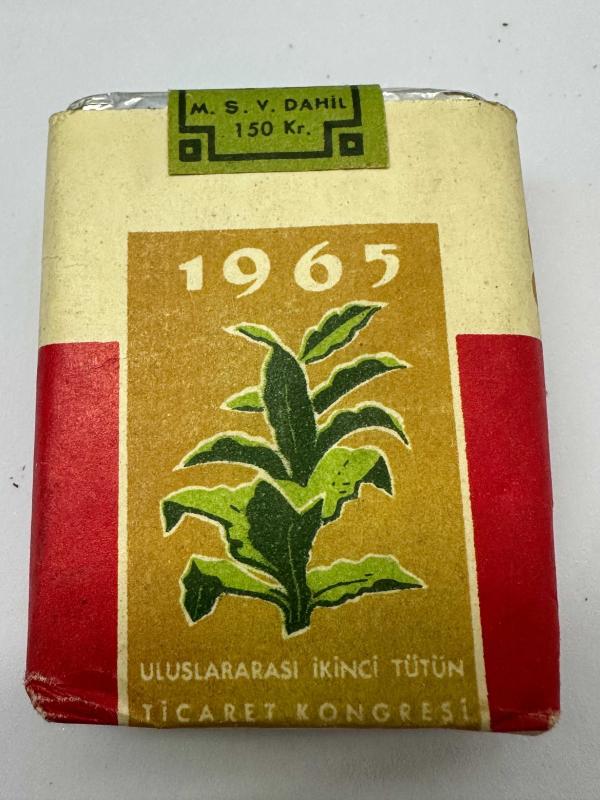 M. S. V. DAHİL
150 Kr.
1965
ULUSLARARASI İKİNCİ TÜTÜN
TİCARET KONGRESİ